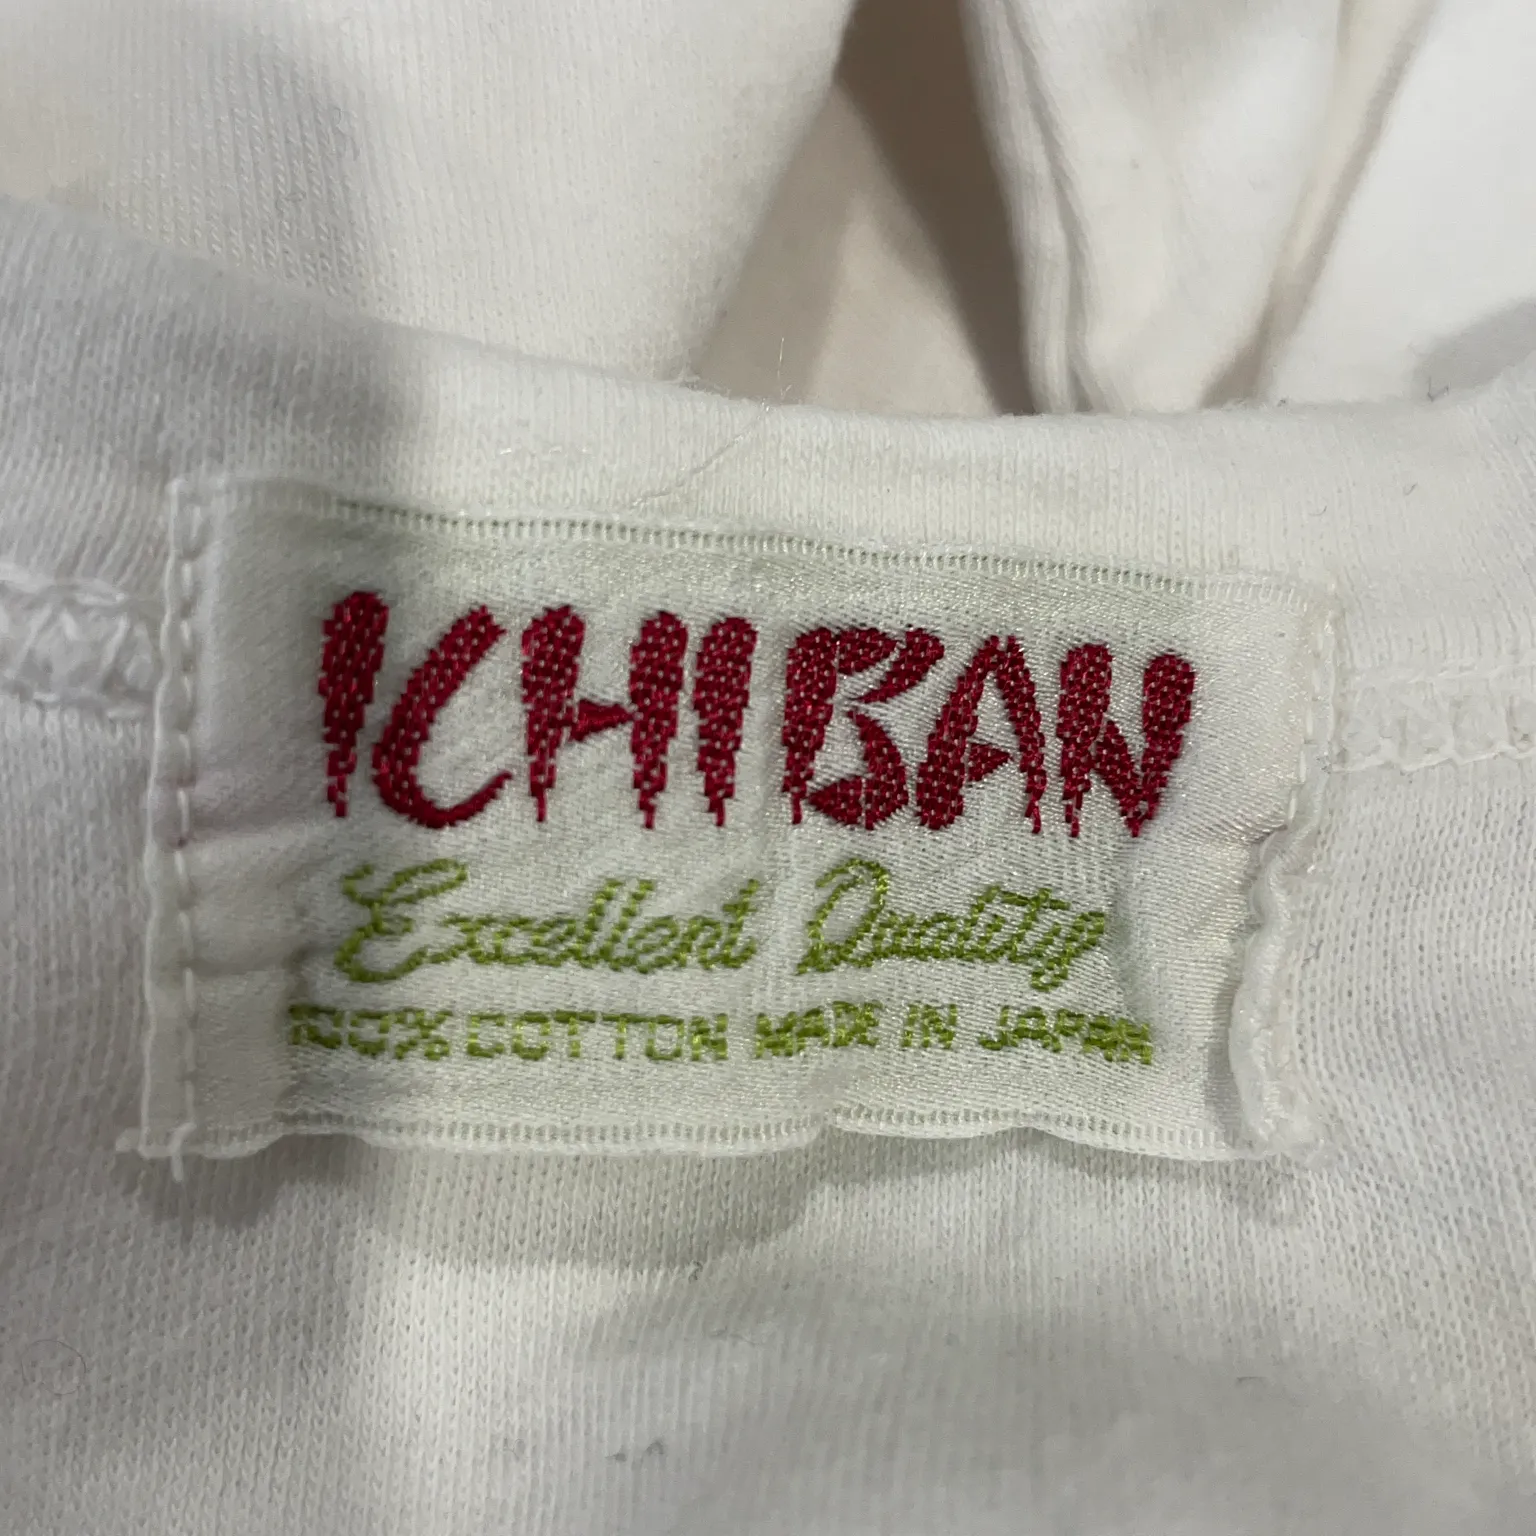 ICHIBAN
Excellent Quality
100% COTTON MADE IN JAPAN